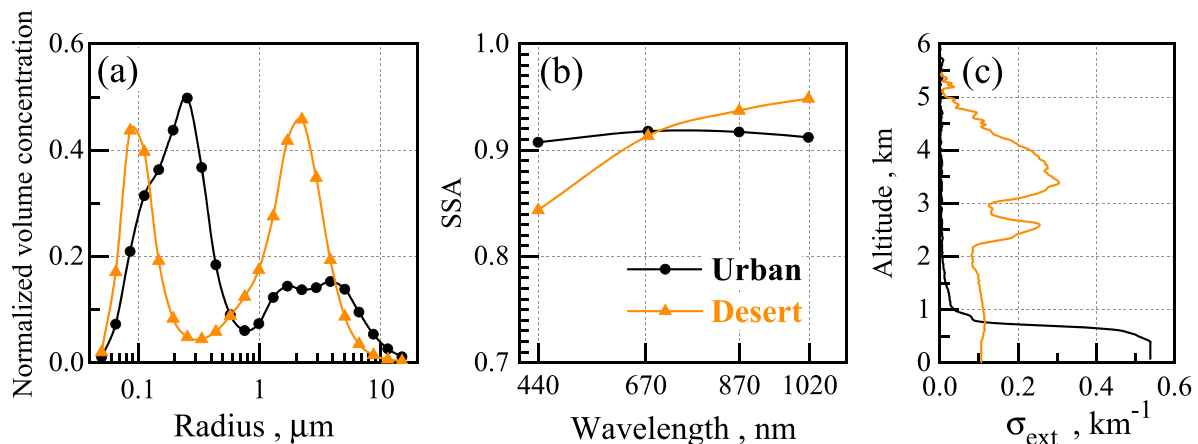 (a)
Normalized volume concentration
0.6
0.4
0.2
0.0
0.1 1 10
Radius , μm
(b)
SSA
1.0
0.9
0.8
0.7
Urban
Desert
440 670 870 1020
Wavelength , nm
(c)
Altitude , km
6
5
4
3
2
1
0
0.0 0.2 0.4 0.6
σext, km-1